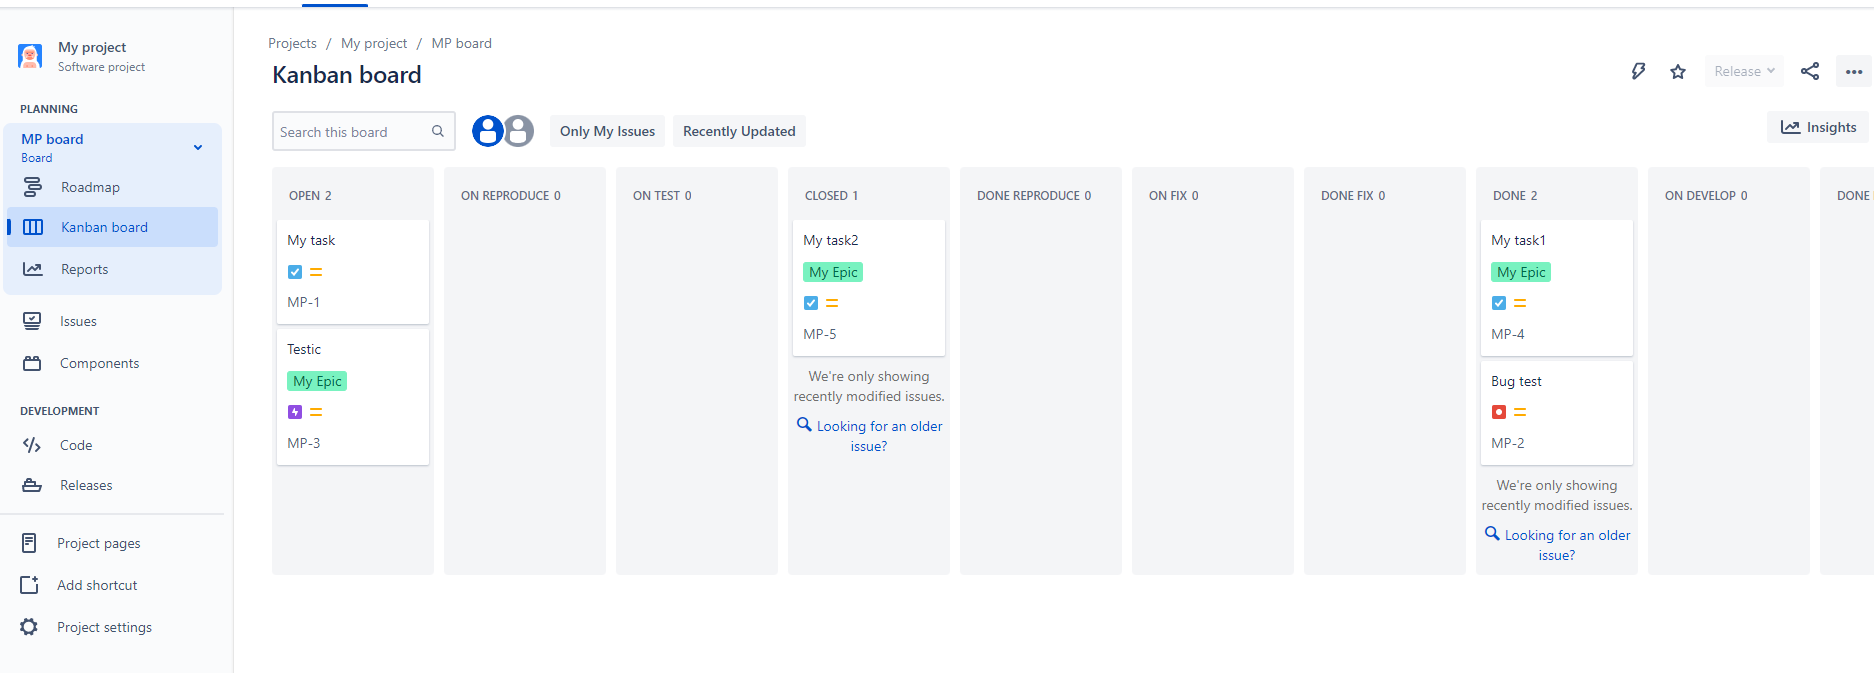 My project
Software project
PLANNING
MP board
Board
Roadmap
Kanban board
Reports
Issues
Components
DEVELOPMENT
Code
Releases
Project pages
Add shortcut
Project settings
Projects / My project / MP board
Kanban board
Release
Search this board
Only My Issues
Recently Updated
Insights
OPEN 2
My task
MP-1
Testic
My Epic
MP-3
ON REPRODUCE 0
ON TEST 0
CLOSED 1
My task2
My Epic
MP-5
We're only showing
recently modified issues.
Looking for an older
issue?
DONE REPRODUCE 0
ON FIX 0
DONE FIX 0
DONE 2
My task1
My Epic
MP-4
Bug test
MP-2
We're only showing
recently modified issues.
Looking for an older
issue?
ON DEVELOP 0
DONE